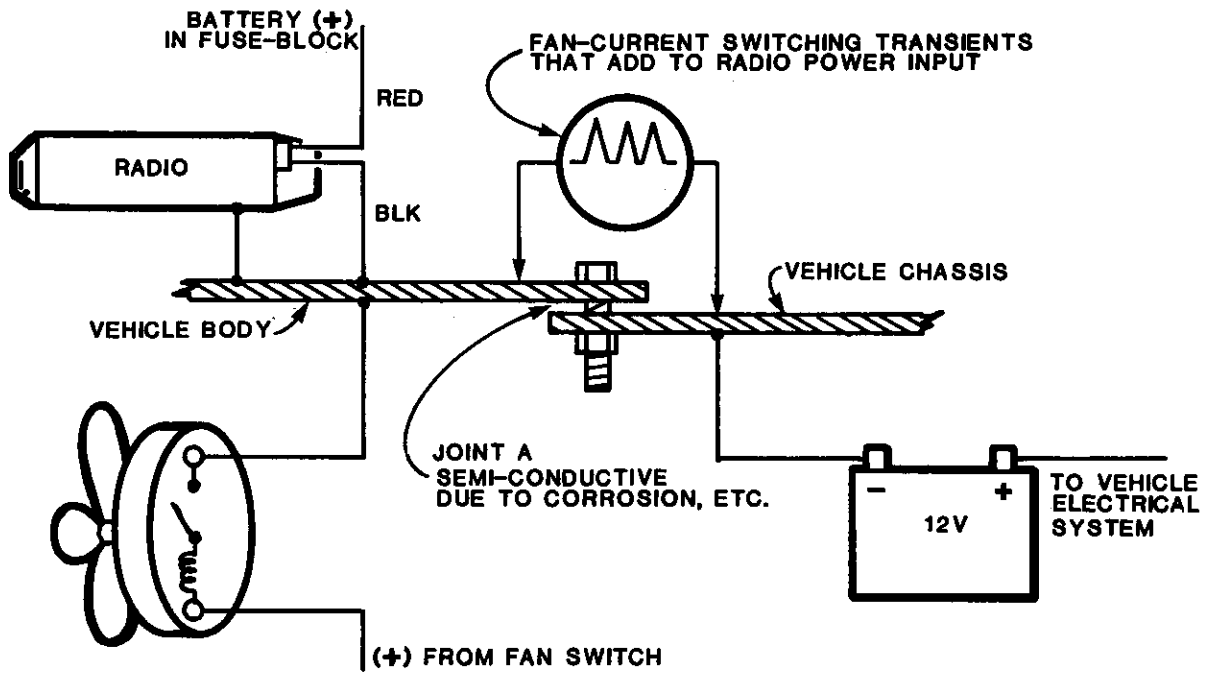 BATTERY (+)
IN FUSE-BLOCK
FAN-CURRENT SWITCHING TRANSIENTS
THAT ADD TO RADIO POWER INPUT
RED
RADIO
BLK
VEHICLE CHASSIS
VEHICLE BODY
JOINT A
SEMI-CONDUCTIVE
DUE TO CORROSION, ETC.
- +
12V
TO VEHICLE
ELECTRICAL
SYSTEM
(+) FROM FAN SWITCH